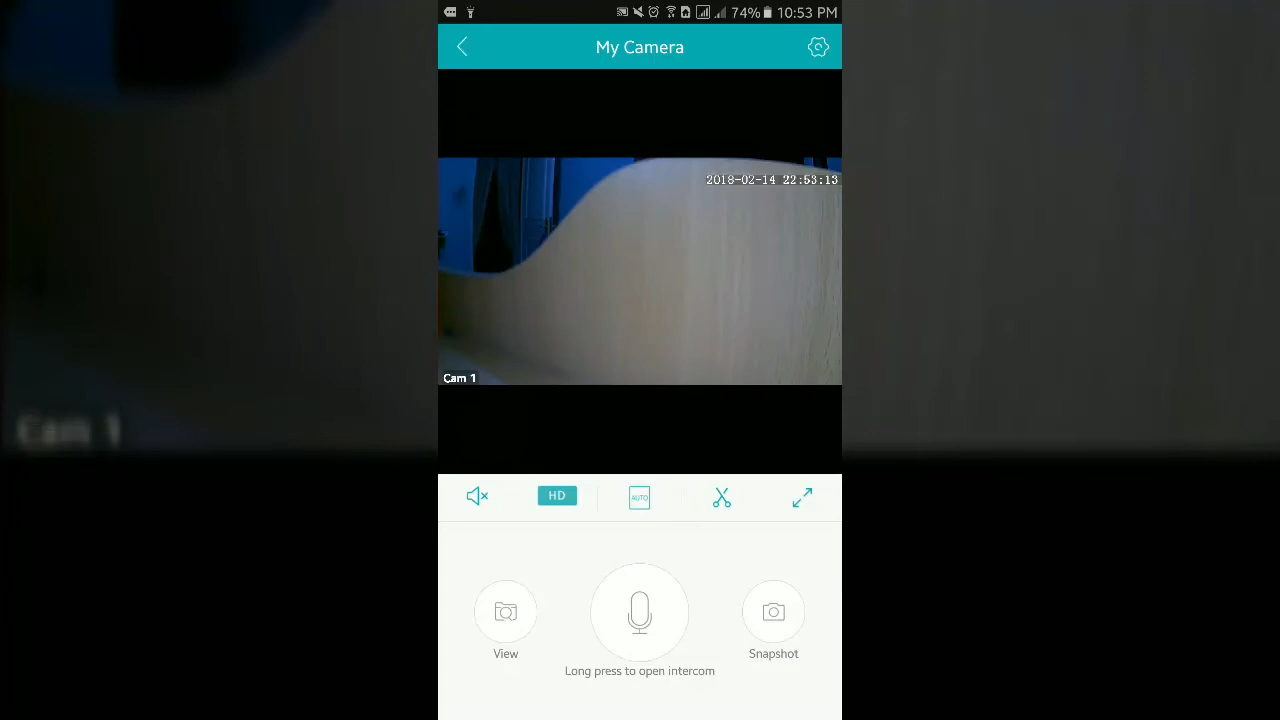 74% 10:53 PM
My Camera
2018-02-14 22:53:13
Cam 1
Cam 1
HD
AUTO
View
Snapshot
Long press to open intercom